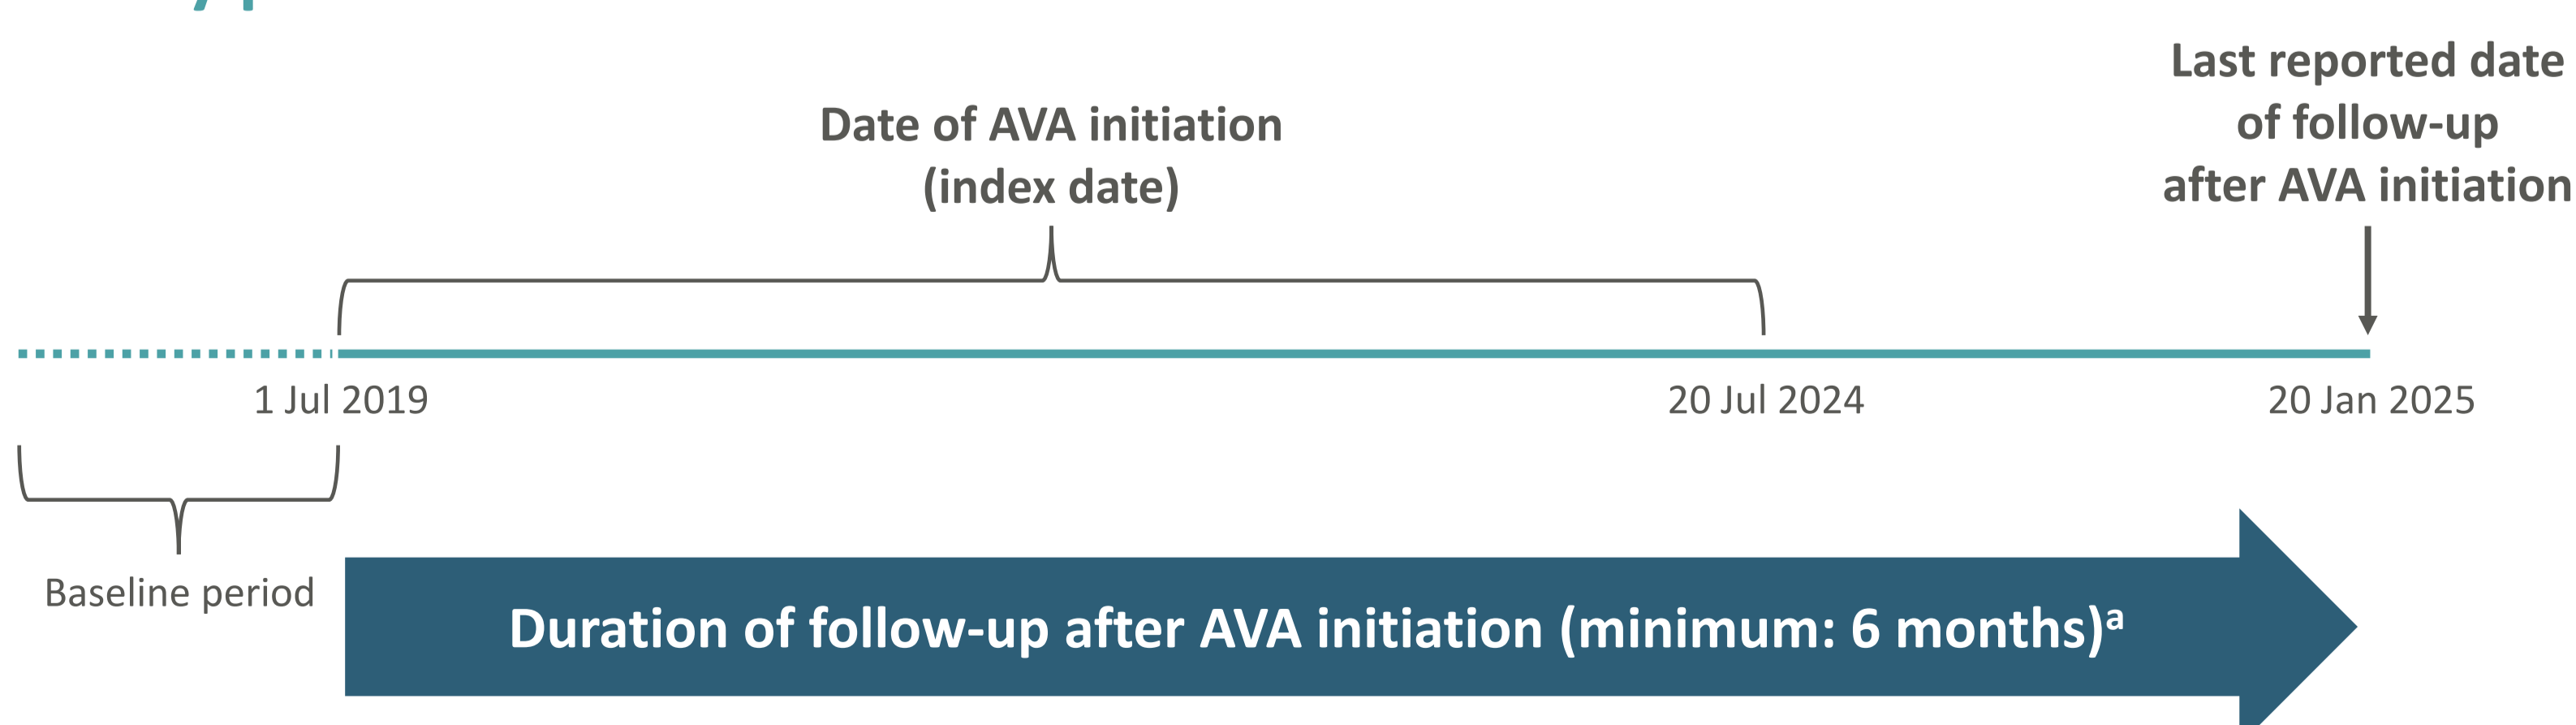 Date of AVA initiation
(index date)
Last reported date
of follow-up
after AVA initiation
1 Jul 2019
20 Jul 2024
20 Jan 2025
Baseline period
Duration of follow-up after AVA initiation (minimum: 6 months)ᵃ